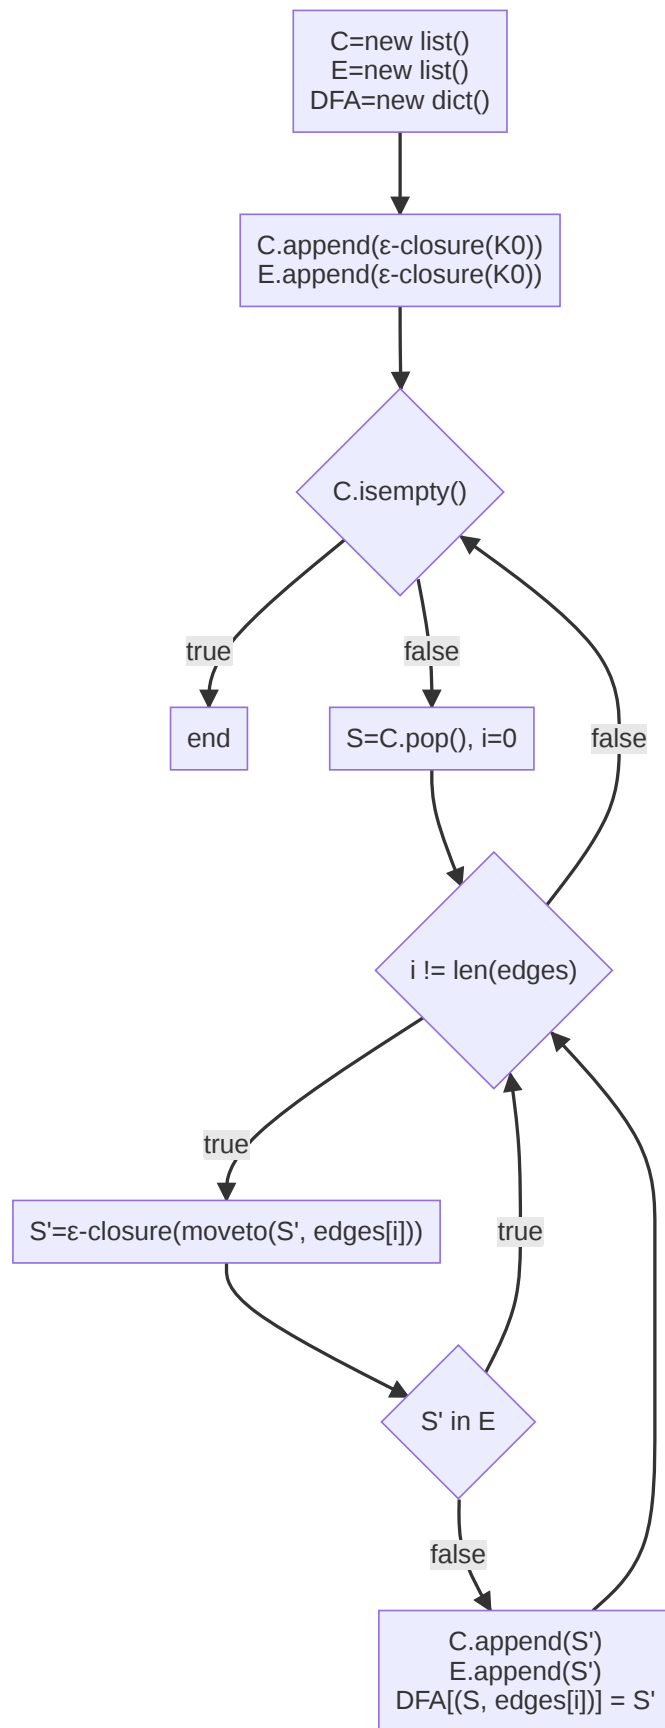 C=new list()
E=new list()
DFA=new dict()
C.append(ε-closure(K0))
E.append(ε-closure(K0))
C.isempty()
true
false
end
S=C.pop(), i=0
false
i != len(edges)
true
S'=ε-closure(moveto(S', edges[i]))
true
S' in E
false
C.append(S')
E.append(S')
DFA[(S, edges[i])] = S'